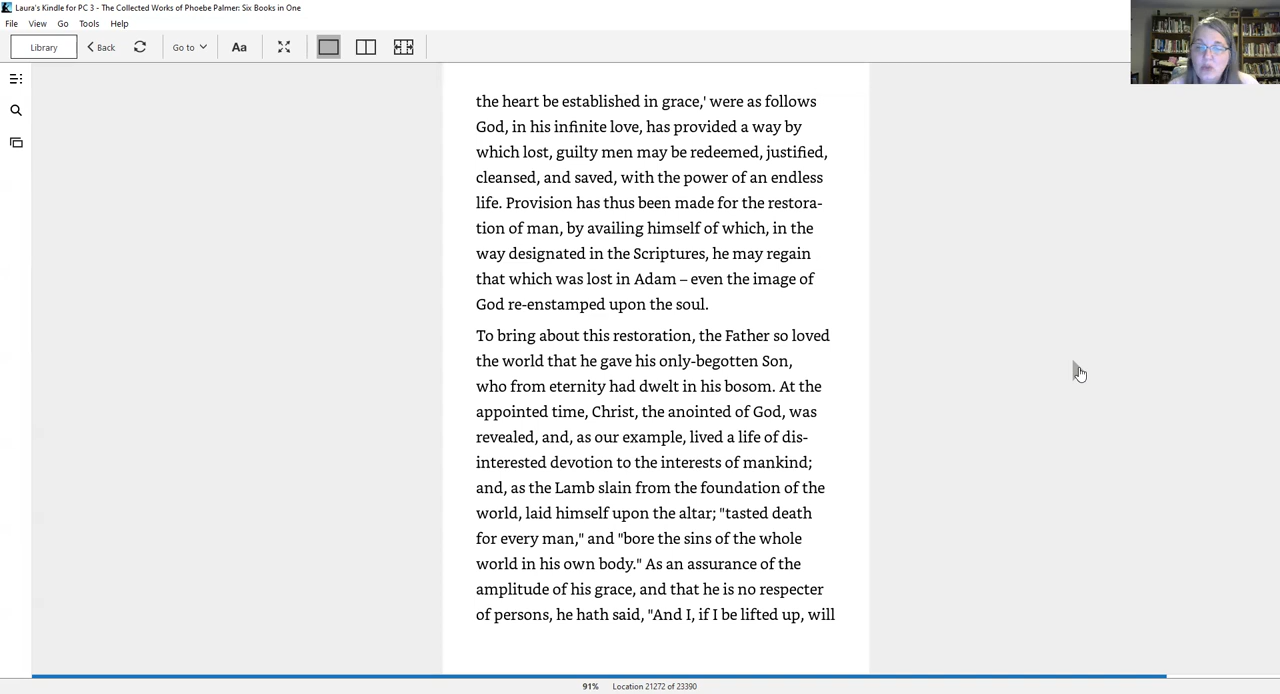 Laura's Kindle for PC 3 - The Collected Works of Phoebe Palmer: Six Books in One
File View Go Tools Help
Library Back Go to Aa
the heart be established in grace,' were as follows
God, in his infinite love, has provided a way by
which lost, guilty men may be redeemed, justified,
cleansed, and saved, with the power of an endless
life. Provision has thus been made for the restora-
tion of man, by availing himself of which, in the
way designated in the Scriptures, he may regain
that which was lost in Adam – even the image of
God re-enstamped upon the soul.
To bring about this restoration, the Father so loved
the world that he gave his only-begotten Son,
who from eternity had dwelt in his bosom. At the
appointed time, Christ, the anointed of God, was
revealed, and, as our example, lived a life of dis-
interested devotion to the interests of mankind;
and, as the Lamb slain from the foundation of the
world, laid himself upon the altar; "tasted death
for every man," and "bore the sins of the whole
world in his own body." As an assurance of the
amplitude of his grace, and that he is no respecter
of persons, he hath said, "And I, if I be lifted up, will
91% Location 21272 of 23390